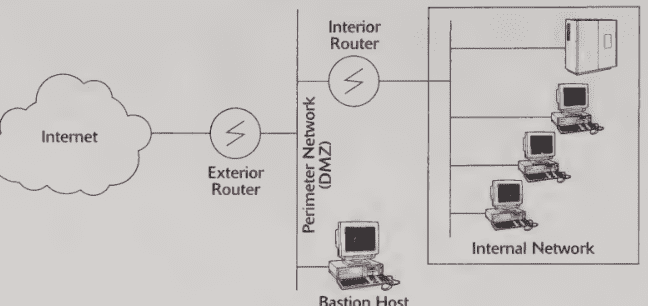 Interior
Router
Internet
Exterior
Router
Perimeter Network
(DMZ)
Internal Network
Bastion Host